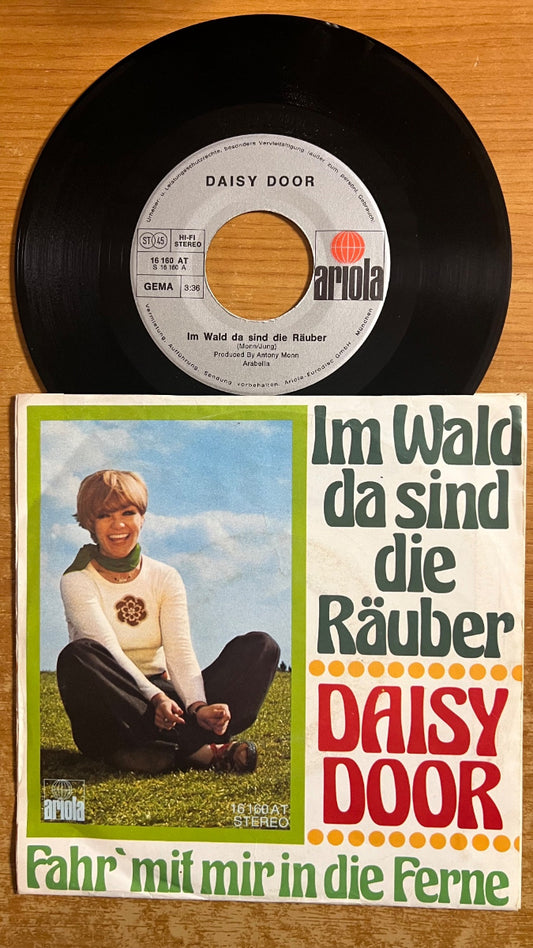 Urheber- u. Leistungsschutzrechte, besondere Vervielfältigung (außer zum persönl. Gebrauch),
DAISY DOOR
ST 45
HI-FI
STEREO
16 160 AT
S 16 160 A
GEMA
3:36
ariola
Im Wald da sind die Räuber
(Monn/Jung)
Produced By Antony Monn
Arabella
Vermietung, Aufführung, Sendung vorbehalten. Ariola-Eurodisc GmbH, München
Im Wald
da sind
die
Räuber
DAISY
DOOR
ariola
16 160 AT
STEREO
Fahr` mit mir in die Ferne